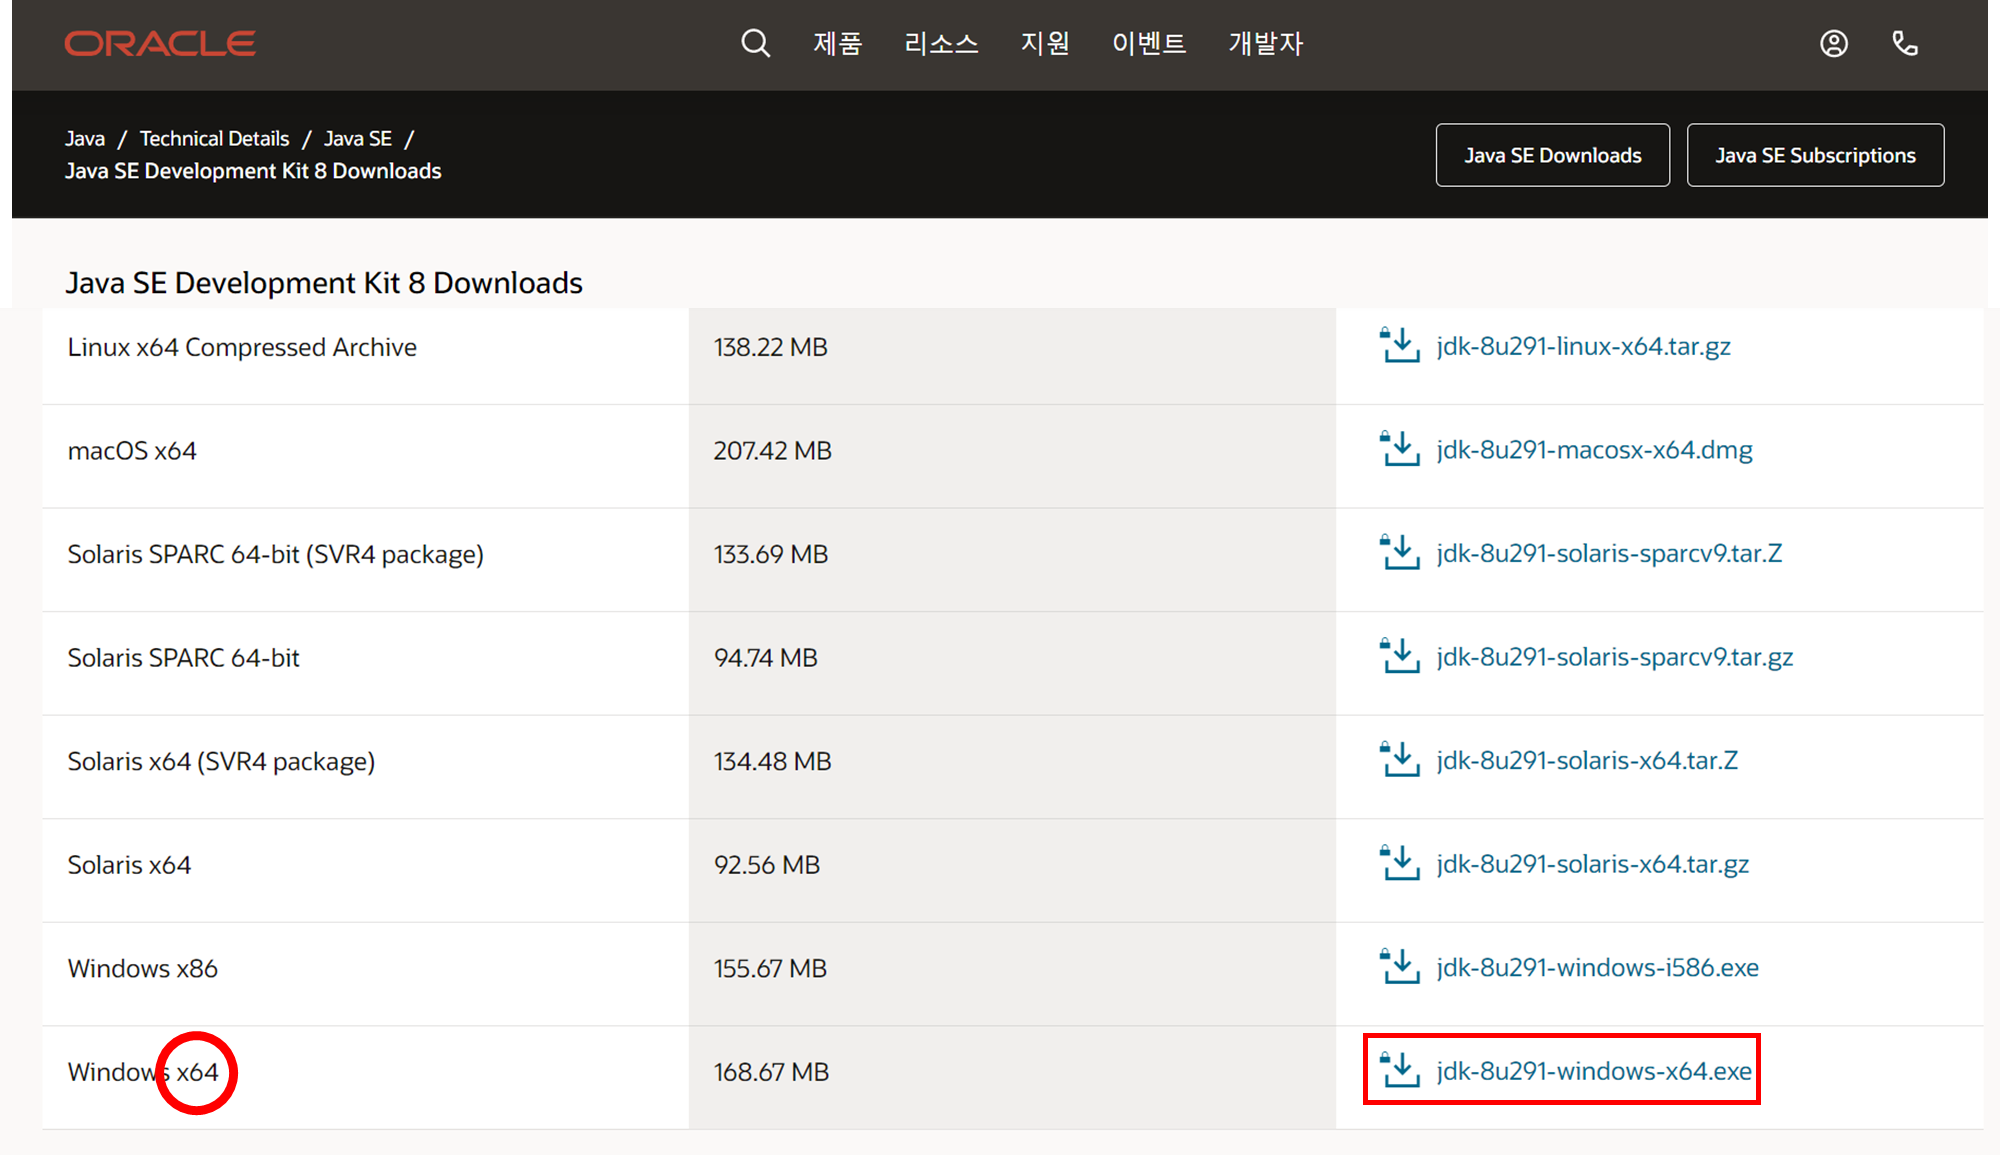 ORACLE 제품 리소스 지원 이벤트 개발자
Java / Technical Details / Java SE /
Java SE Development Kit 8 Downloads
Java SE Downloads Java SE Subscriptions
Java SE Development Kit 8 Downloads
Linux x64 Compressed Archive 138.22 MB jdk-8u291-linux-x64.tar.gz
macOS x64 207.42 MB jdk-8u291-macosx-x64.dmg
Solaris SPARC 64-bit (SVR4 package) 133.69 MB jdk-8u291-solaris-sparcv9.tar.Z
Solaris SPARC 64-bit 94.74 MB jdk-8u291-solaris-sparcv9.tar.gz
Solaris x64 (SVR4 package) 134.48 MB jdk-8u291-solaris-x64.tar.Z
Solaris x64 92.56 MB jdk-8u291-solaris-x64.tar.gz
Windows x86 155.67 MB jdk-8u291-windows-i586.exe
Windows x64 168.67 MB jdk-8u291-windows-x64.exe